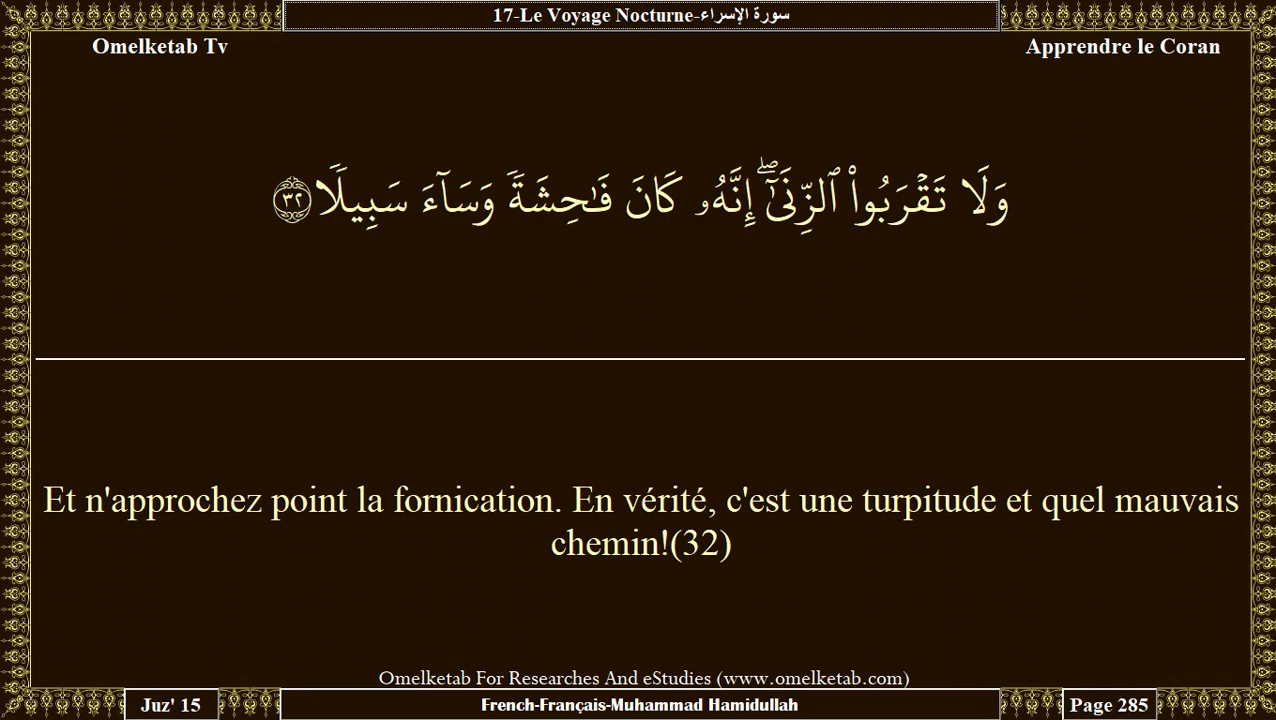 17-Le Voyage Nocturne-سورة الإسراء
Omelketab Tv
Apprendre le Coran
وَلَا تَقۡرَبُواْ ٱلزِّنَىٰٓۖ إِنَّهُۥ كَانَ فَٰحِشَةٗ وَسَآءَ سَبِيلٗا ٣٢
Et n'approchez point la fornication. En vérité, c'est une turpitude et quel mauvais
chemin!(32)
Omelketab For Researches And eStudies (www.omelketab.com)
Juz' 15
French-Français-Muhammad Hamidullah
Page 285